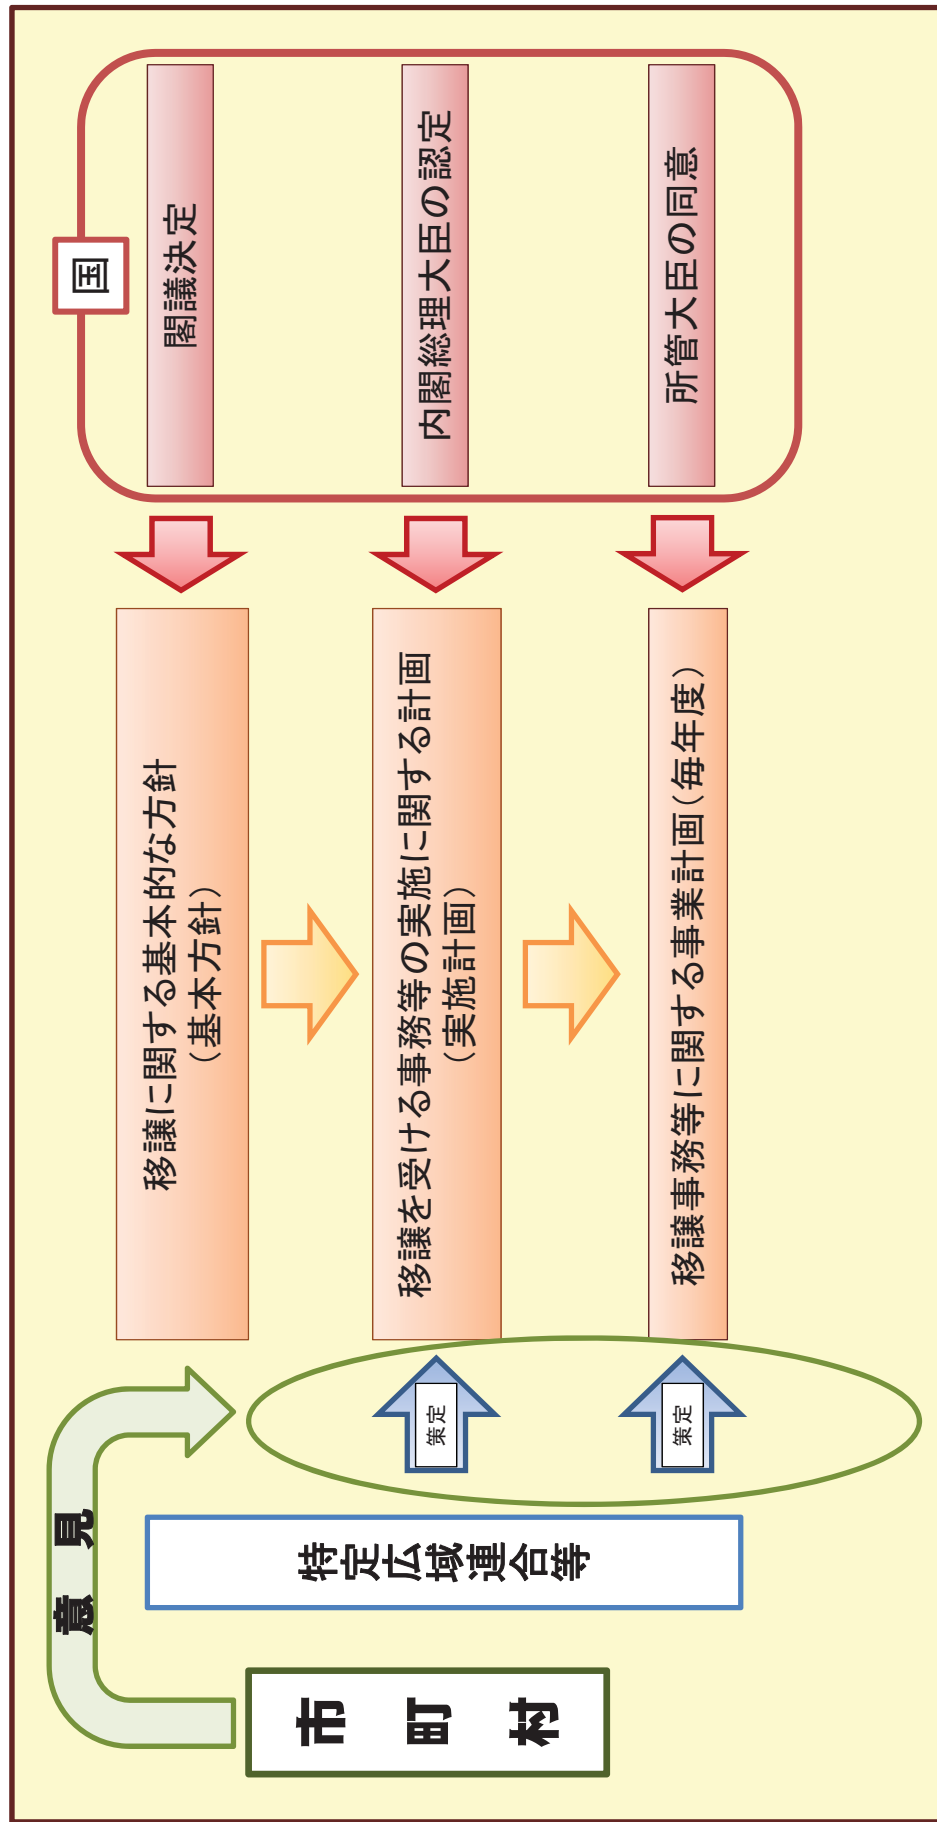 意見
市町村
特定広域連合等
策定
策定
移譲に関する基本的な方針
（基本方針）
移譲を受ける事務等の実施に関する計画
（実施計画）
移譲事務等に関する事業計画（毎年度）
国
閣議決定
内閣総理大臣の認定
所管大臣の同意